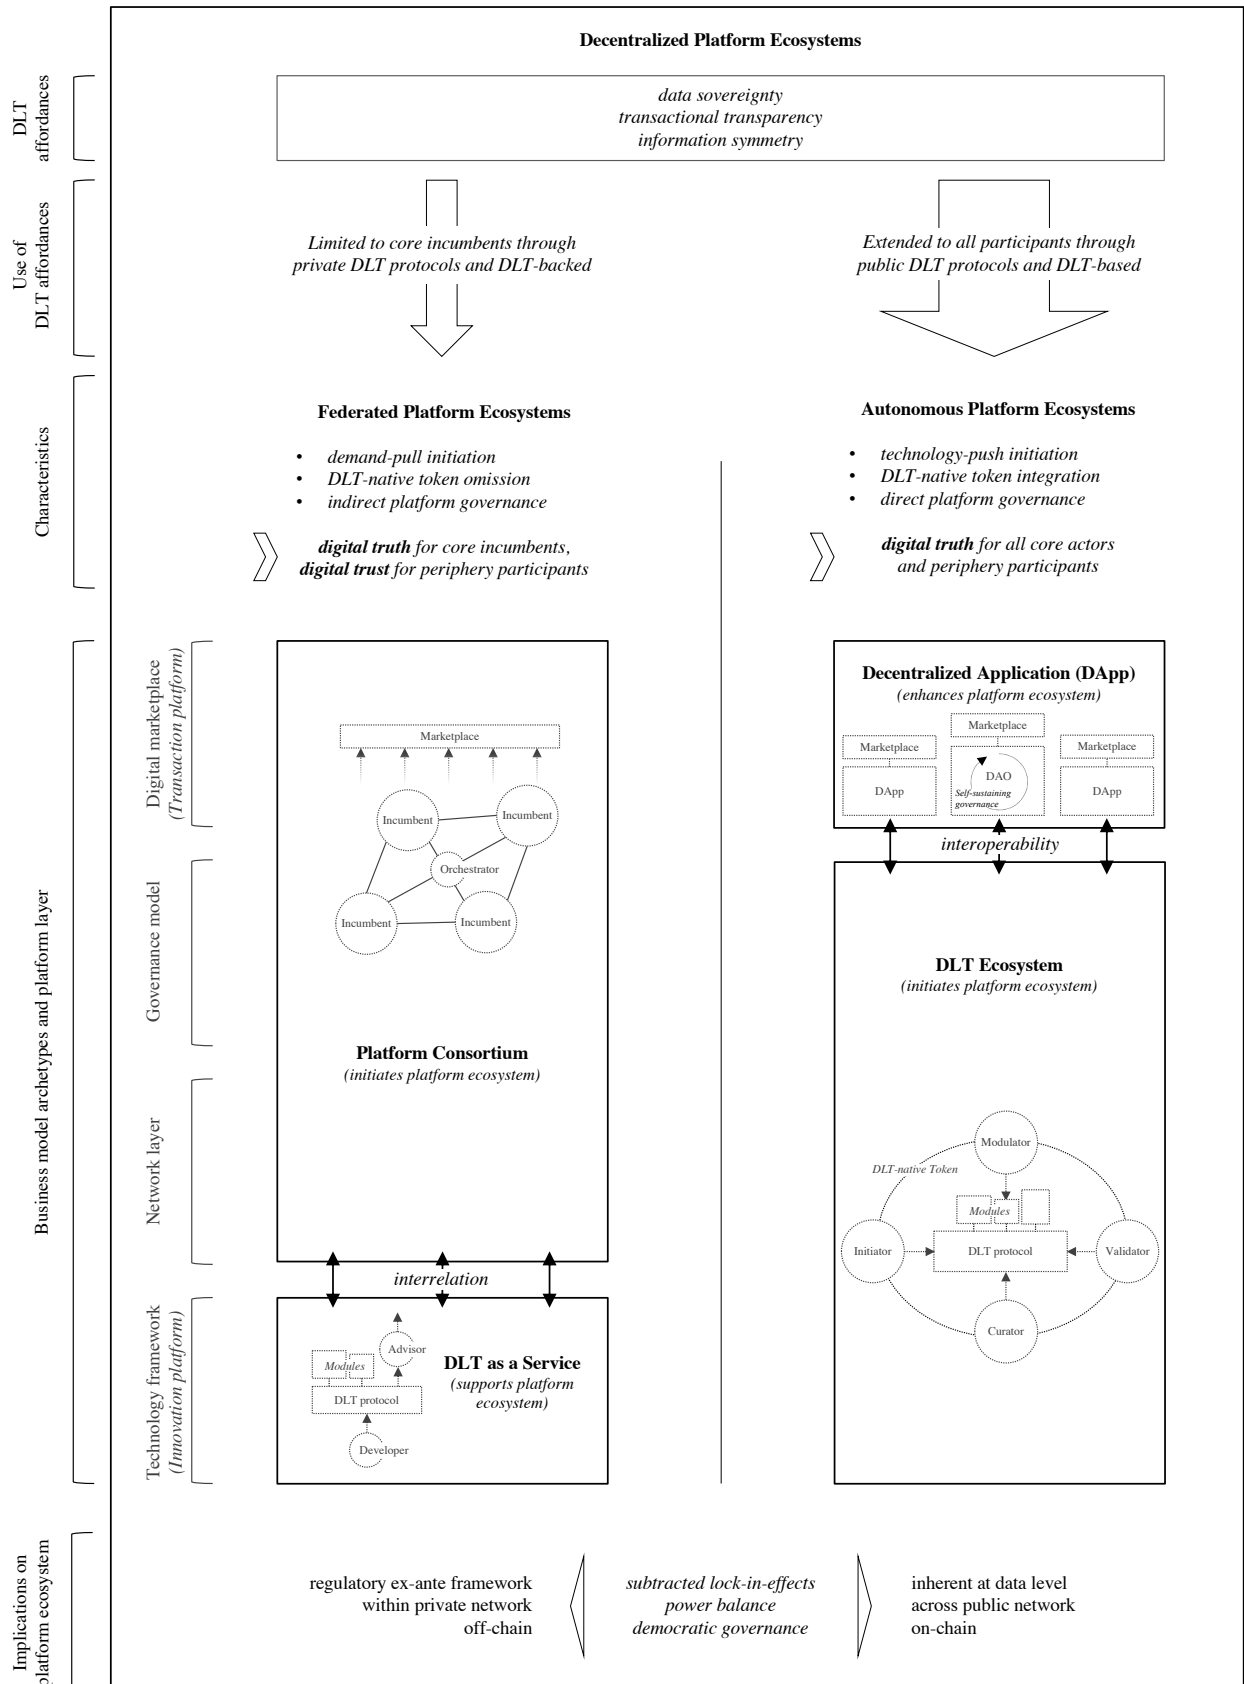 Decentralized Platform Ecosystems
DLT
affordances
data sovereignty
transactional transparency
information symmetry
Use of
DLT affordances
Limited to core incumbents through
private DLT protocols and DLT-backed
Extended to all participants through
public DLT protocols and DLT-based
Characteristics
Federated Platform Ecosystems
• demand-pull initiation
• DLT-native token omission
• indirect platform governance
digital truth for core incumbents,
digital trust for periphery participants
Autonomous Platform Ecosystems
• technology-push initiation
• DLT-native token integration
• direct platform governance
digital truth for all core actors
and periphery participants
Business model archetypes and platform layer
Digital marketplace
(Transaction platform)
Governance model
Network layer
Technology framework
(Innovation platform)
Marketplace
Incumbent
Incumbent
Orchestrator
Incumbent
Incumbent
Platform Consortium
(initiates platform ecosystem)
interrelation
Advisor
Modules
DLT protocol
Developer
DLT as a Service
(supports platform
ecosystem)
Decentralized Application (DApp)
(enhances platform ecosystem)
Marketplace
Marketplace
Marketplace
DApp
DAO
Self-sustaining
governance
DApp
interoperability
DLT Ecosystem
(initiates platform ecosystem)
Modulator
DLT-native Token
Modules
Initiator
DLT protocol
Validator
Curator
Implications on
platform ecosystem
regulatory ex-ante framework
within private network
off-chain
subtracted lock-in-effects
power balance
democratic governance
inherent at data level
across public network
on-chain